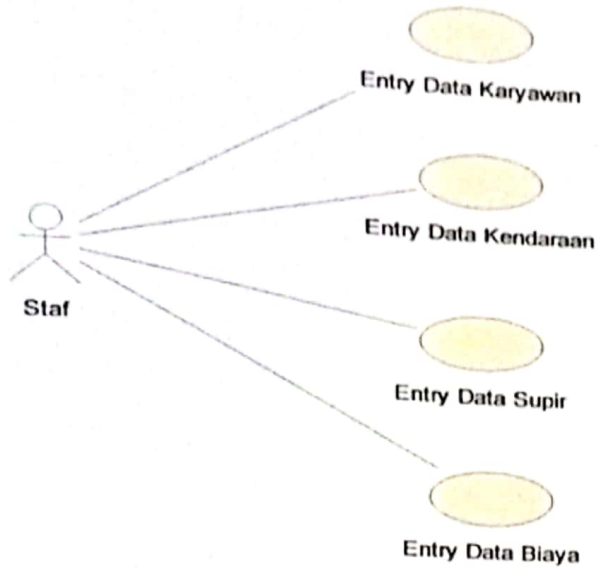 Entry Data Karyawan
Entry Data Kendaraan
Staf
Entry Data Supir
Entry Data Biaya